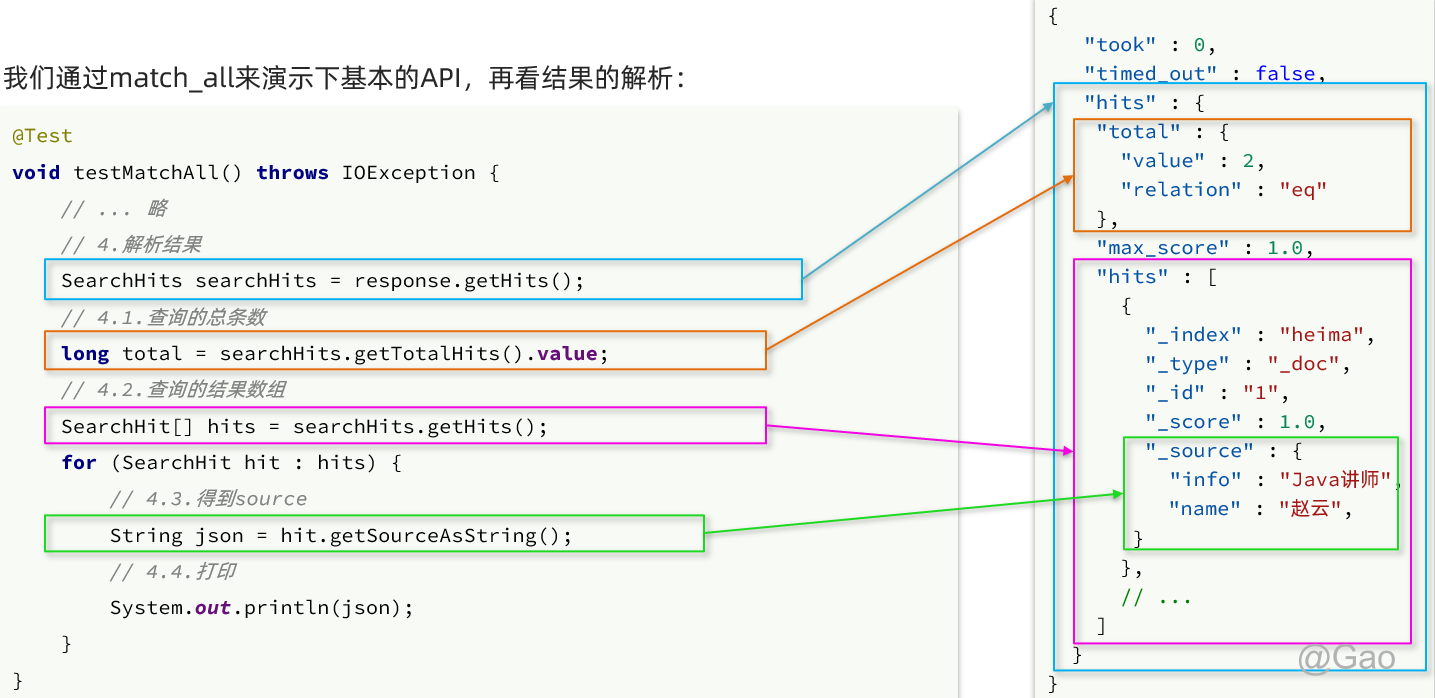 我们通过match_all来演示下基本的API，再看结果的解析：
@Test
void testMatchAll() throws IOException {
// ... 略
// 4.解析结果
SearchHits searchHits = response.getHits();
// 4.1.查询的总条数
long total = searchHits.getTotalHits().value;
// 4.2.查询的结果数组
SearchHit[] hits = searchHits.getHits();
for (SearchHit hit : hits) {
// 4.3.得到source
String json = hit.getSourceAsString();
// 4.4.打印
System.out.println(json);
}
}
{
"took" : 0,
"timed_out" : false,
"hits" : {
"total" : {
"value" : 2,
"relation" : "eq"
},
"max_score" : 1.0,
"hits" : [
{
"_index" : "heima",
"_type" : "_doc",
"_id" : "1",
"_score" : 1.0,
"_source" : {
"info" : "Java讲师",
"name" : "赵云",
}
},
// ...
]
}
}
@Gao